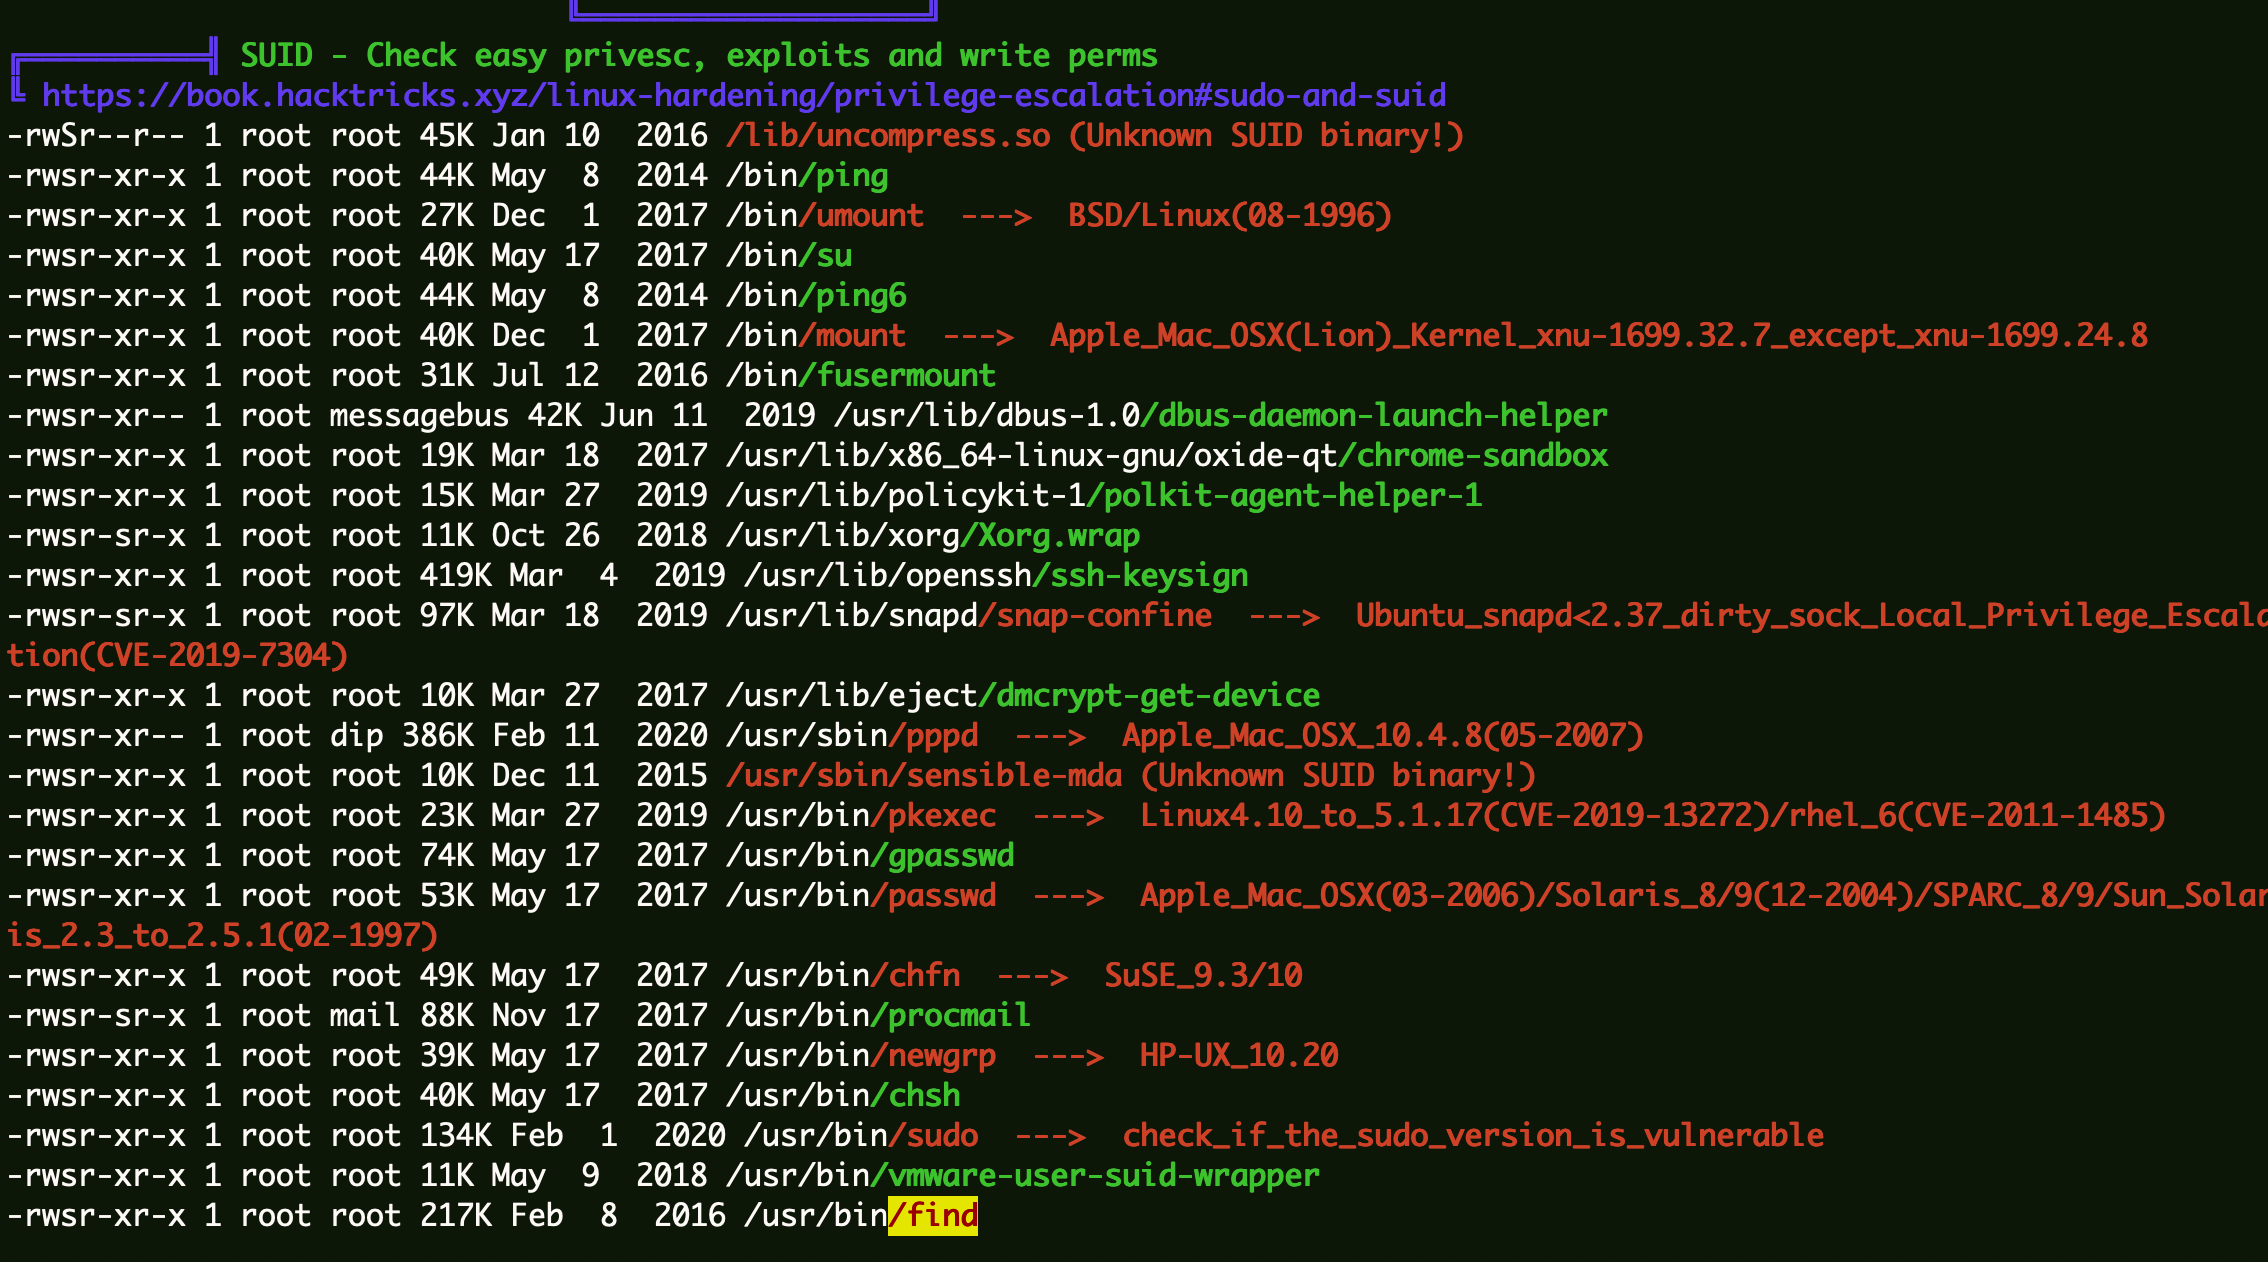 SUID - Check easy privesc, exploits and write perms
https://book.hacktricks.xyz/linux-hardening/privilege-escalation#sudo-and-suid
-rwSr--r-- 1 root root 45K Jan 10  2016 /lib/uncompress.so (Unknown SUID binary!)
-rwsr-xr-x 1 root root 44K May  8  2014 /bin/ping
-rwsr-xr-x 1 root root 27K Dec  1  2017 /bin/umount  --->  BSD/Linux(08-1996)
-rwsr-xr-x 1 root root 40K May 17  2017 /bin/su
-rwsr-xr-x 1 root root 44K May  8  2014 /bin/ping6
-rwsr-xr-x 1 root root 40K Dec  1  2017 /bin/mount  --->  Apple_Mac_OSX(Lion)_Kernel_xnu-1699.32.7_except_xnu-1699.24.8
-rwsr-xr-x 1 root root 31K Jul 12  2016 /bin/fusermount
-rwsr-xr-- 1 root messagebus 42K Jun 11  2019 /usr/lib/dbus-1.0/dbus-daemon-launch-helper
-rwsr-xr-x 1 root root 19K Mar 18  2017 /usr/lib/x86_64-linux-gnu/oxide-qt/chrome-sandbox
-rwsr-xr-x 1 root root 15K Mar 27  2019 /usr/lib/policykit-1/polkit-agent-helper-1
-rwsr-sr-x 1 root root 11K Oct 26  2018 /usr/lib/xorg/Xorg.wrap
-rwsr-xr-x 1 root root 419K Mar  4  2019 /usr/lib/openssh/ssh-keysign
-rwsr-sr-x 1 root root 97K Mar 18  2019 /usr/lib/snapd/snap-confine  --->  Ubuntu_snapd<2.37_dirty_sock_Local_Privilege_Escala
tion(CVE-2019-7304)
-rwsr-xr-x 1 root root 10K Mar 27  2017 /usr/lib/eject/dmcrypt-get-device
-rwsr-xr-- 1 root dip 386K Feb 11  2020 /usr/sbin/pppd  --->  Apple_Mac_OSX_10.4.8(05-2007)
-rwsr-xr-x 1 root root 10K Dec 11  2015 /usr/sbin/sensible-mda (Unknown SUID binary!)
-rwsr-xr-x 1 root root 23K Mar 27  2019 /usr/bin/pkexec  --->  Linux4.10_to_5.1.17(CVE-2019-13272)/rhel_6(CVE-2011-1485)
-rwsr-xr-x 1 root root 74K May 17  2017 /usr/bin/gpasswd
-rwsr-xr-x 1 root root 53K May 17  2017 /usr/bin/passwd  --->  Apple_Mac_OSX(03-2006)/Solaris_8/9(12-2004)/SPARC_8/9/Sun_Solar
is_2.3_to_2.5.1(02-1997)
-rwsr-xr-x 1 root root 49K May 17  2017 /usr/bin/chfn  --->  SuSE_9.3/10
-rwsr-sr-x 1 root mail 88K Nov 17  2017 /usr/bin/procmail
-rwsr-xr-x 1 root root 39K May 17  2017 /usr/bin/newgrp  --->  HP-UX_10.20
-rwsr-xr-x 1 root root 40K May 17  2017 /usr/bin/chsh
-rwsr-xr-x 1 root root 134K Feb  1  2020 /usr/bin/sudo  --->  check_if_the_sudo_version_is_vulnerable
-rwsr-xr-x 1 root root 11K May  9  2018 /usr/bin/vmware-user-suid-wrapper
-rwsr-xr-x 1 root root 217K Feb  8  2016 /usr/bin/find